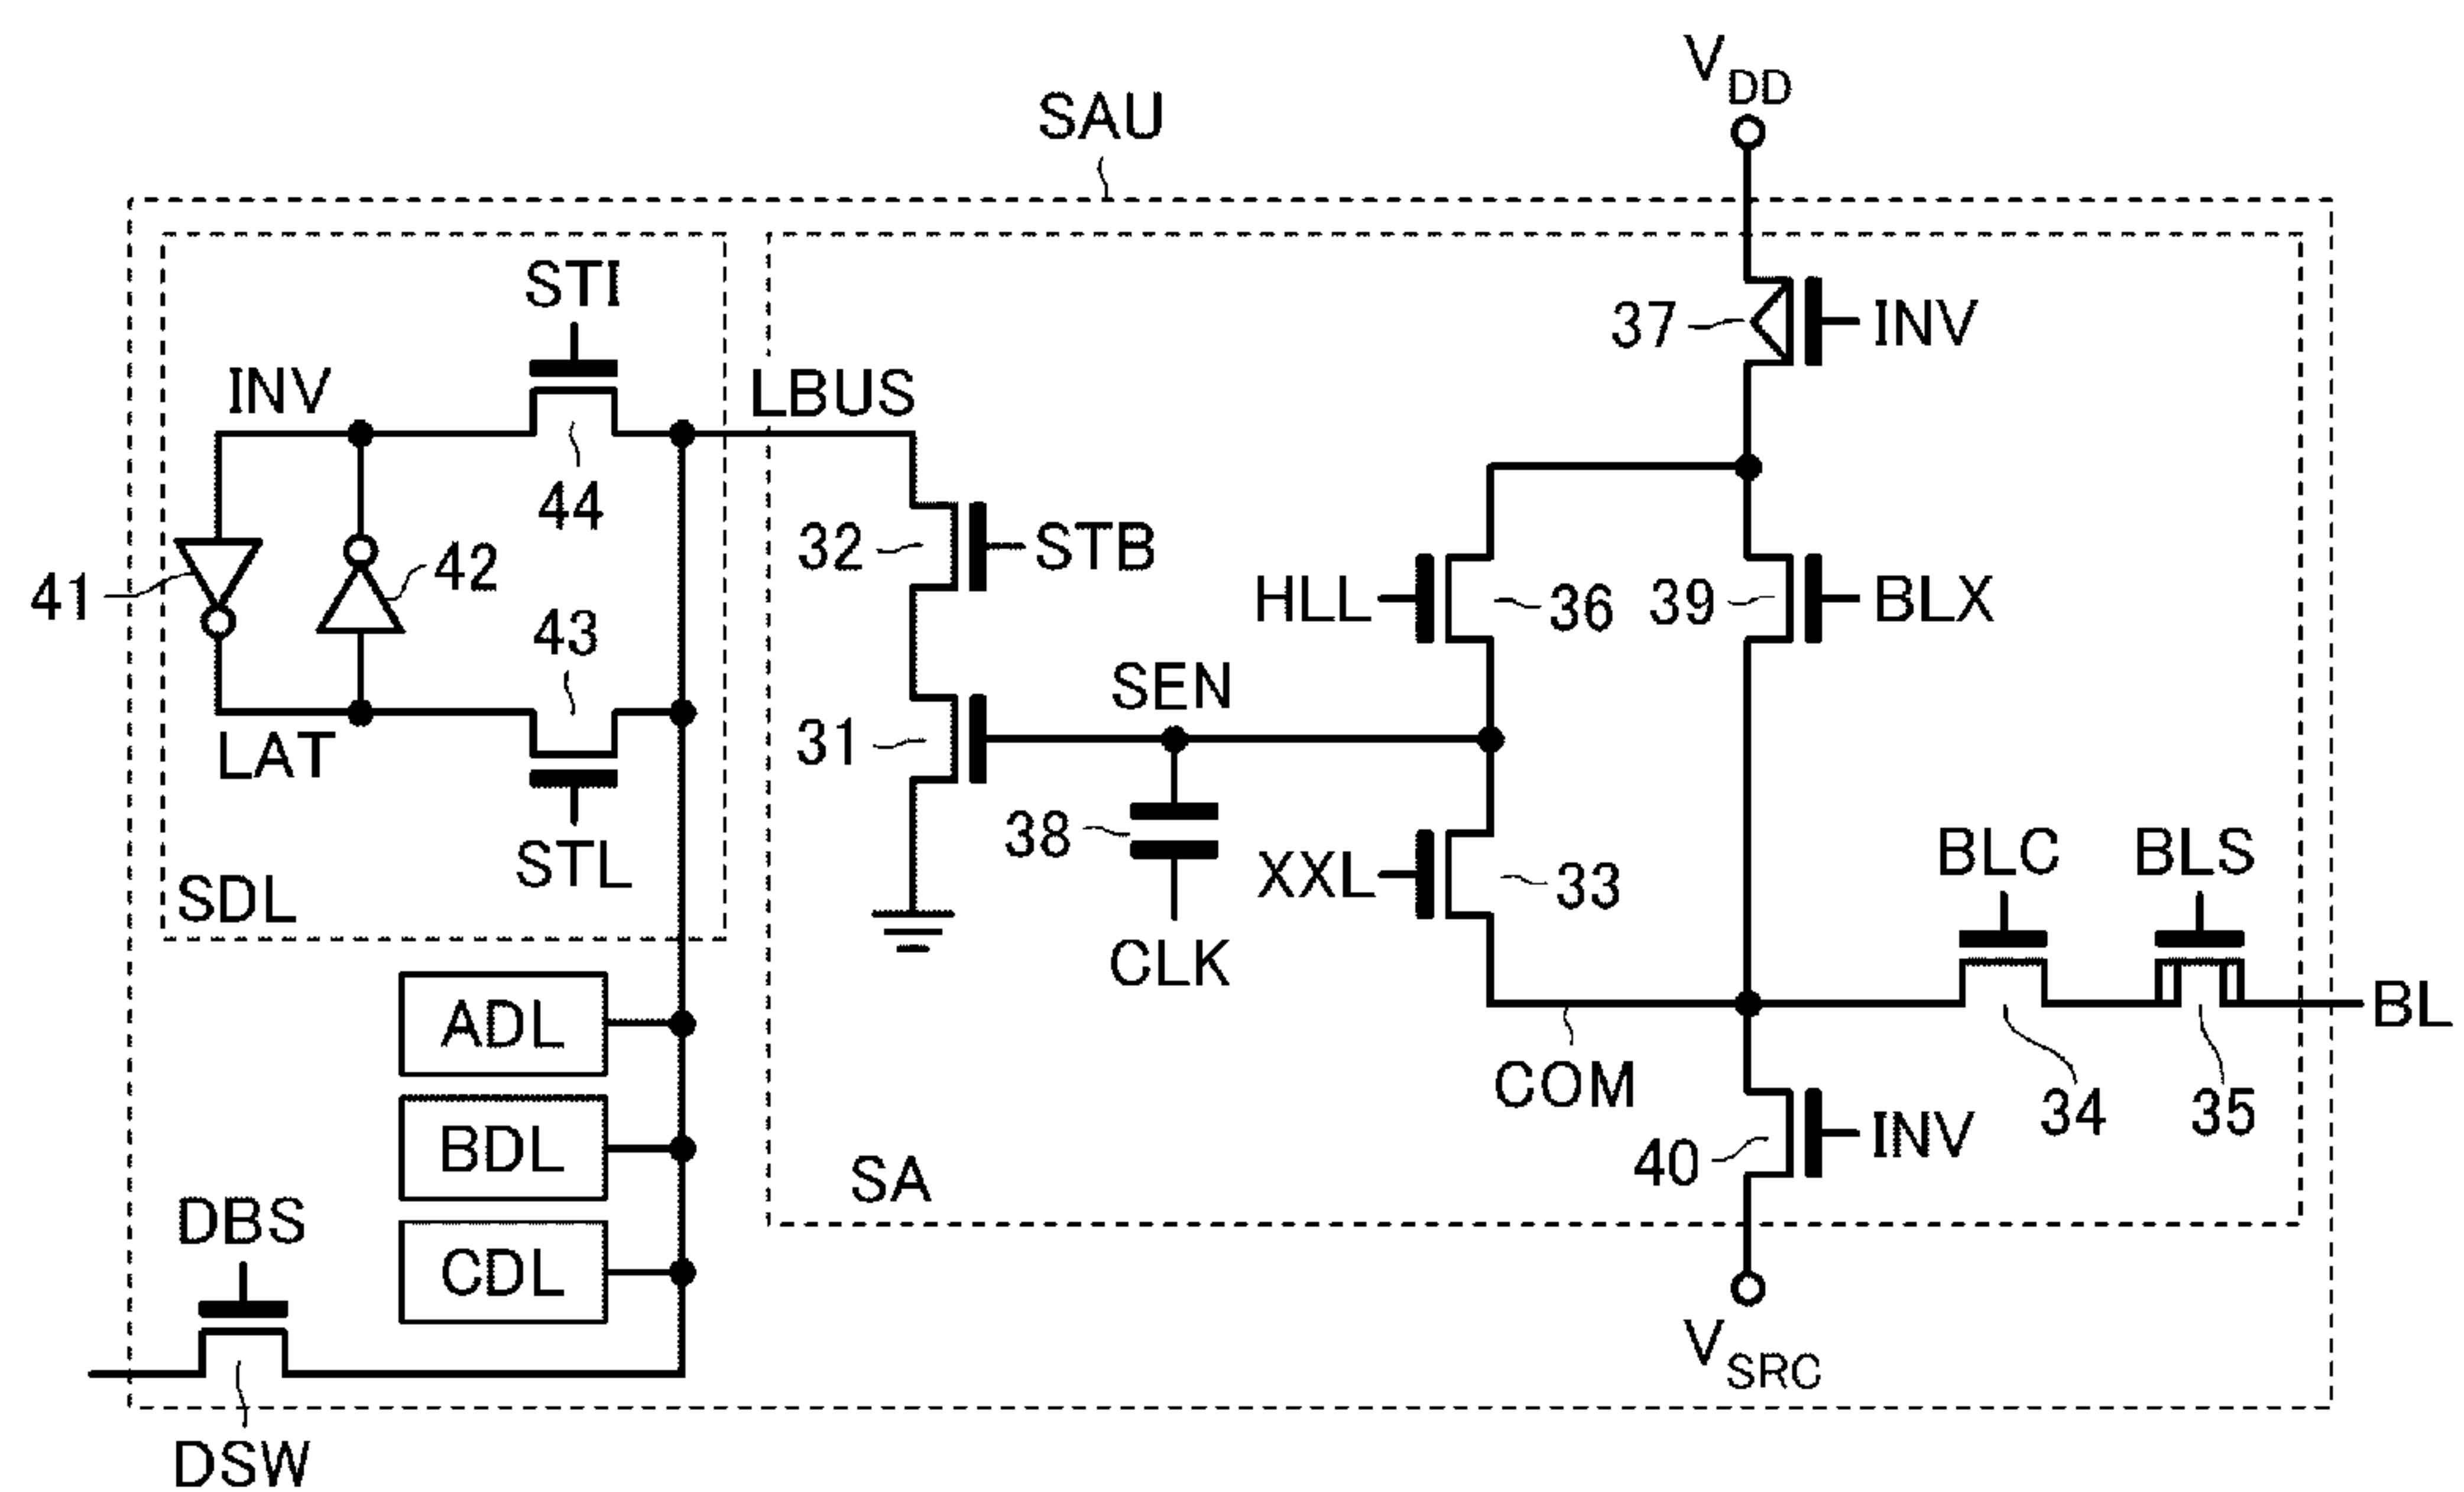 VDD
SAU
STI
37
INV
INV
LBUS
44
32
STB
41
42
43
HLL
36
39
BLX
SEN
31
LAT
38
XXL
33
BLC
BLS
STL
SDL
CLK
BL
ADL
COM
34
35
BDL
40
INV
SA
DBS
CDL
VSRC
DSW